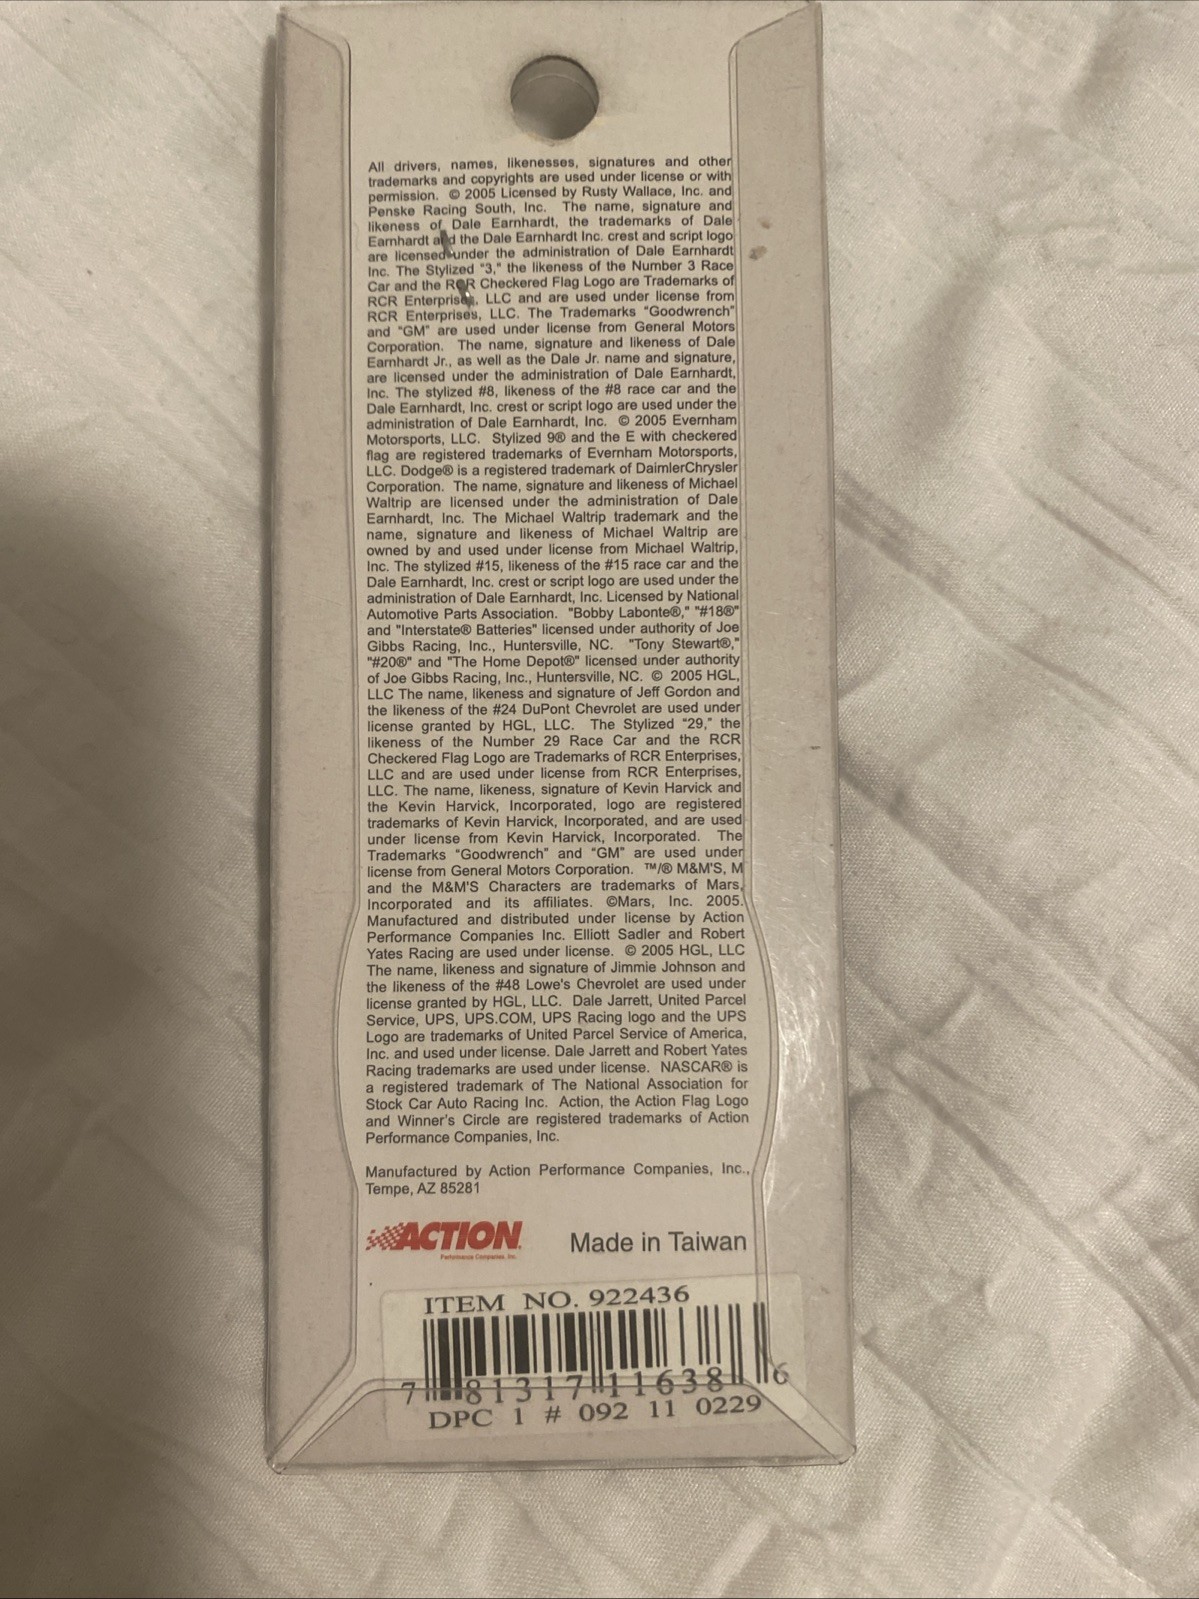 All drivers, names, likenesses, signatures and other
trademarks and copyrights are used under license or with
permission. © 2005 Licensed by Rusty Wallace, Inc. and
Penske Racing South, Inc. The name, signature and
likeness of Dale Earnhardt, the trademarks of Dale
Earnhardt and the Dale Earnhardt Inc. crest and script logo
are licensed under the administration of Dale Earnhardt
Inc. The Stylized “3,” the likeness of the Number 3 Race
Car and the RCR Checkered Flag Logo are Trademarks of
RCR Enterprises, LLC and are used under license from
RCR Enterprises, LLC. The Trademarks “Goodwrench”
and “GM” are used under license from General Motors
Corporation. The name, signature and likeness of Dale
Earnhardt Jr., as well as the Dale Jr. name and signature,
are licensed under the administration of Dale Earnhardt,
Inc. The stylized #8, likeness of the #8 race car and the
Dale Earnhardt, Inc. crest or script logo are used under the
administration of Dale Earnhardt, Inc. © 2005 Evernham
Motorsports, LLC. Stylized 9® and the E with checkered
flag are registered trademarks of Evernham Motorsports,
LLC. Dodge® is a registered trademark of DaimlerChrysler
Corporation. The name, signature and likeness of Michael
Waltrip are licensed under the administration of Dale
Earnhardt, Inc. The Michael Waltrip trademark and the
name, signature and likeness of Michael Waltrip are
owned by and used under license from Michael Waltrip,
Inc. The stylized #15, likeness of the #15 race car and the
Dale Earnhardt, Inc. crest or script logo are used under the
administration of Dale Earnhardt, Inc. Licensed by National
Automotive Parts Association. "Bobby Labonte®," "#18®"
and "Interstate® Batteries" licensed under authority of Joe
Gibbs Racing, Inc., Huntersville, NC. "Tony Stewart®,"
"#20®" and "The Home Depot®" licensed under authority
of Joe Gibbs Racing, Inc., Huntersville, NC. © 2005 HGL,
LLC The name, likeness and signature of Jeff Gordon and
the likeness of the #24 DuPont Chevrolet are used under
license granted by HGL, LLC. The Stylized “29,” the
likeness of the Number 29 Race Car and the RCR
Checkered Flag Logo are Trademarks of RCR Enterprises,
LLC and are used under license from RCR Enterprises,
LLC. The name, likeness, signature of Kevin Harvick and
the Kevin Harvick, Incorporated, logo are registered
trademarks of Kevin Harvick, Incorporated, and are used
under license from Kevin Harvick, Incorporated. The
Trademarks “Goodwrench” and “GM” are used under
license from General Motors Corporation. ™/® M&M'S, M
and the M&M'S Characters are trademarks of Mars,
Incorporated and its affiliates. ©Mars, Inc. 2005.
Manufactured and distributed under license by Action
Performance Companies Inc. Elliott Sadler and Robert
Yates Racing are used under license. © 2005 HGL, LLC
The name, likeness and signature of Jimmie Johnson and
the likeness of the #48 Lowe's Chevrolet are used under
license granted by HGL, LLC. Dale Jarrett, United Parcel
Service, UPS, UPS.COM, UPS Racing logo and the UPS
Logo are trademarks of United Parcel Service of America,
Inc. and used under license. Dale Jarrett and Robert Yates
Racing trademarks are used under license. NASCAR® is
a registered trademark of The National Association for
Stock Car Auto Racing Inc. Action, the Action Flag Logo
and Winner's Circle are registered trademarks of Action
Performance Companies, Inc.
Manufactured by Action Performance Companies, Inc.,
Tempe, AZ 85281
ACTION
Performance Companies, Inc.
Made in Taiwan
ITEM NO. 922436
7 81317 11638 6
DPC 1 # 092 11 0229